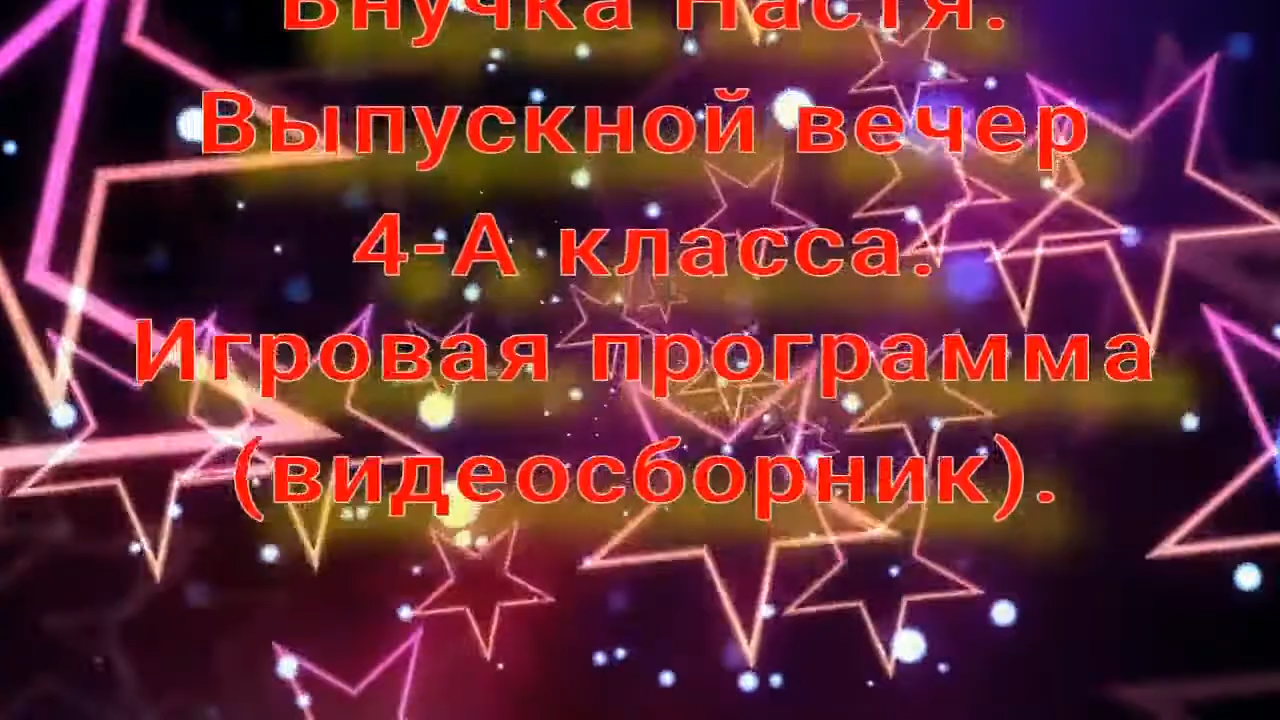 Внучка Настя.
Выпускной вечер
4-А класса.
Игровая программа
(видеосборник).